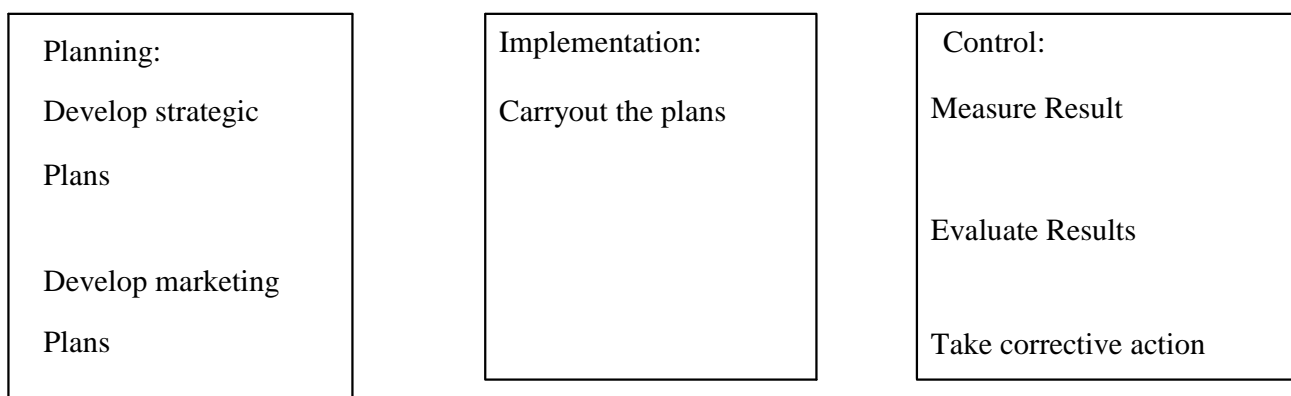 Planning:
Develop strategic
Plans
Develop marketing
Plans
Implementation:
Carryout the plans
Control:
Measure Result
Evaluate Results
Take corrective action